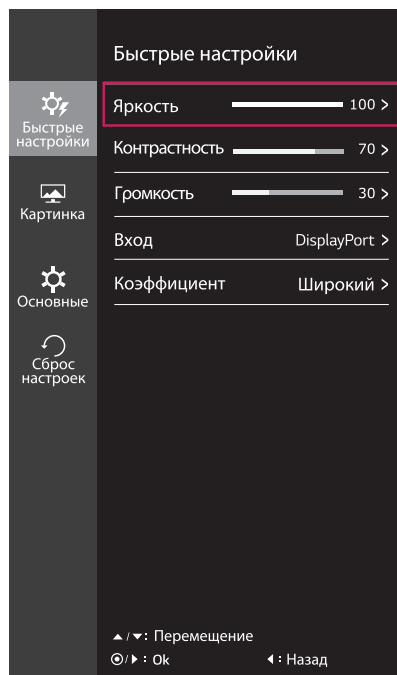 Быстрые настройки
Быстрые
настройки
Картинка
Основные
Сброс
настроек
Яркость 100 >
Контрастность 70 >
Громкость 30 >
Вход DisplayPort >
Коэффициент Широкий >
▲/▼: Перемещение
⦿/▶ : Ok ◀ : Назад